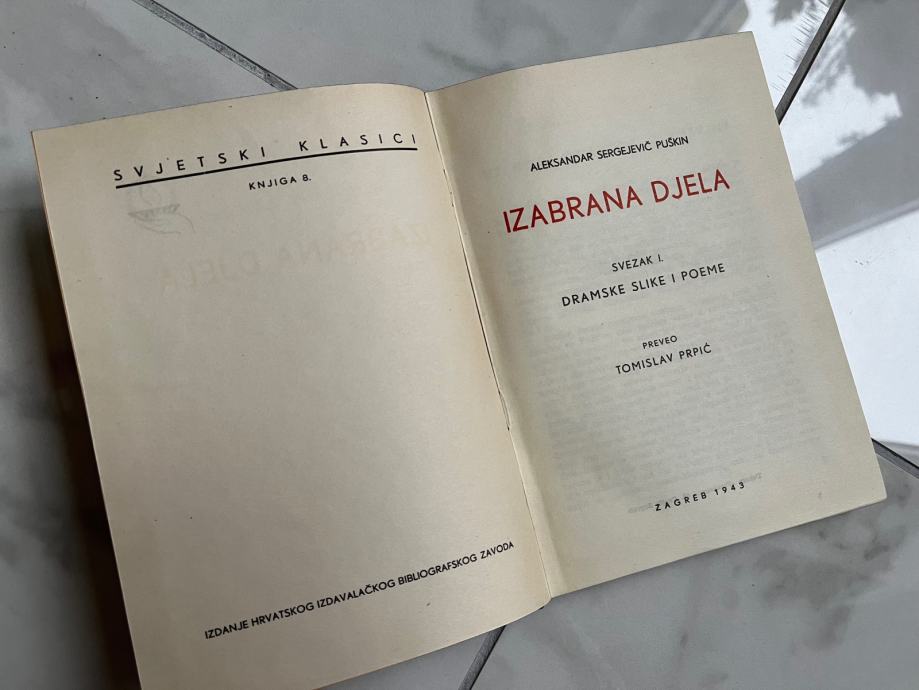 SVJETSKI KLASICI
KNJIGA 8.
IZDANJE HRVATSKOG IZDAVALAČKOG BIBLIOGRAFSKOG ZAVODA
ALEKSANDAR SERGEJEVIČ PUŠKIN
IZABRANA DJELA
SVEZAK I.
DRAMSKE SLIKE I POEME
PREVEO
TOMISLAV PRPIĆ
ZAGREB 1943